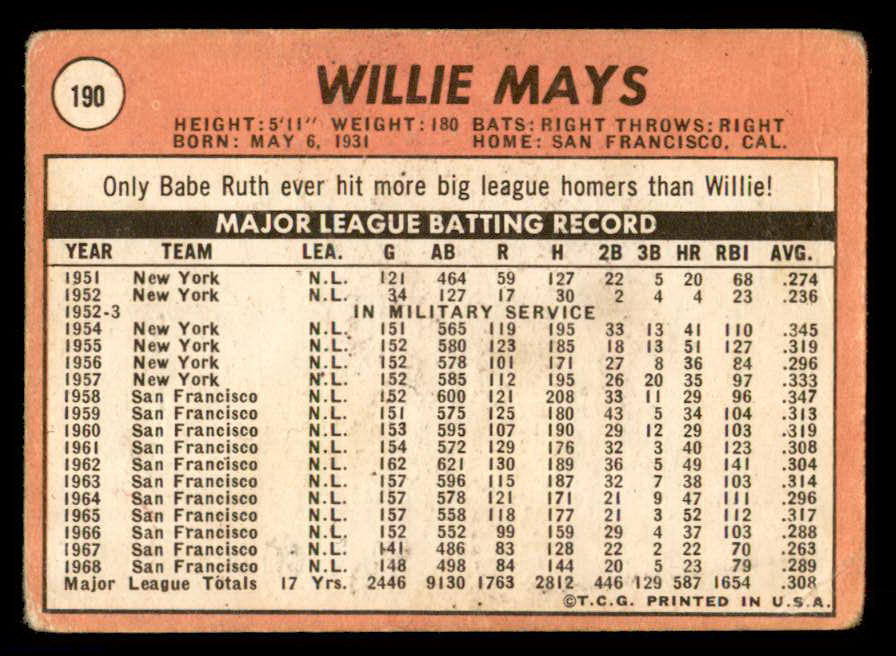 190
WILLIE MAYS
HEIGHT: 5'11" WEIGHT: 180 BATS: RIGHT THROWS: RIGHT
BORN: MAY 6, 1931 HOME: SAN FRANCISCO, CAL.
Only Babe Ruth ever hit more big league homers than Willie!
MAJOR LEAGUE BATTING RECORD
YEAR TEAM LEA. G AB R H 2B 3B HR RBI AVG.
1951 New York N.L. 121 464 59 127 22 5 20 68 .274
1952 New York N.L. 34 127 17 30 2 4 4 23 .236
1952-3 IN MILITARY SERVICE
1954 New York N.L. 151 565 119 195 33 13 41 110 .345
1955 New York N.L. 152 580 123 185 18 13 51 127 .319
1956 New York N.L. 152 578 101 171 27 8 36 84 .296
1957 New York N.L. 152 585 112 195 26 20 35 97 .333
1958 San Francisco N.L. 152 600 121 208 33 11 29 96 .347
1959 San Francisco N.L. 151 575 125 180 43 5 34 104 .313
1960 San Francisco N.L. 153 595 107 190 29 12 29 103 .319
1961 San Francisco N.L. 154 572 129 176 32 3 40 123 .308
1962 San Francisco N.L. 162 621 130 189 36 5 49 141 .304
1963 San Francisco N.L. 157 596 115 187 32 7 38 103 .314
1964 San Francisco N.L. 157 578 121 171 21 9 47 111 .296
1965 San Francisco N.L. 157 558 118 177 21 3 52 112 .317
1966 San Francisco N.L. 152 552 99 159 29 4 37 103 .288
1967 San Francisco N.L. 141 486 83 128 22 2 22 70 .263
1968 San Francisco N.L. 148 498 84 144 20 5 23 79 .289
Major League Totals 17 Yrs. 2446 9130 1763 2812 446 129 587 1654 .308
©T.C.G. PRINTED IN U.S.A.